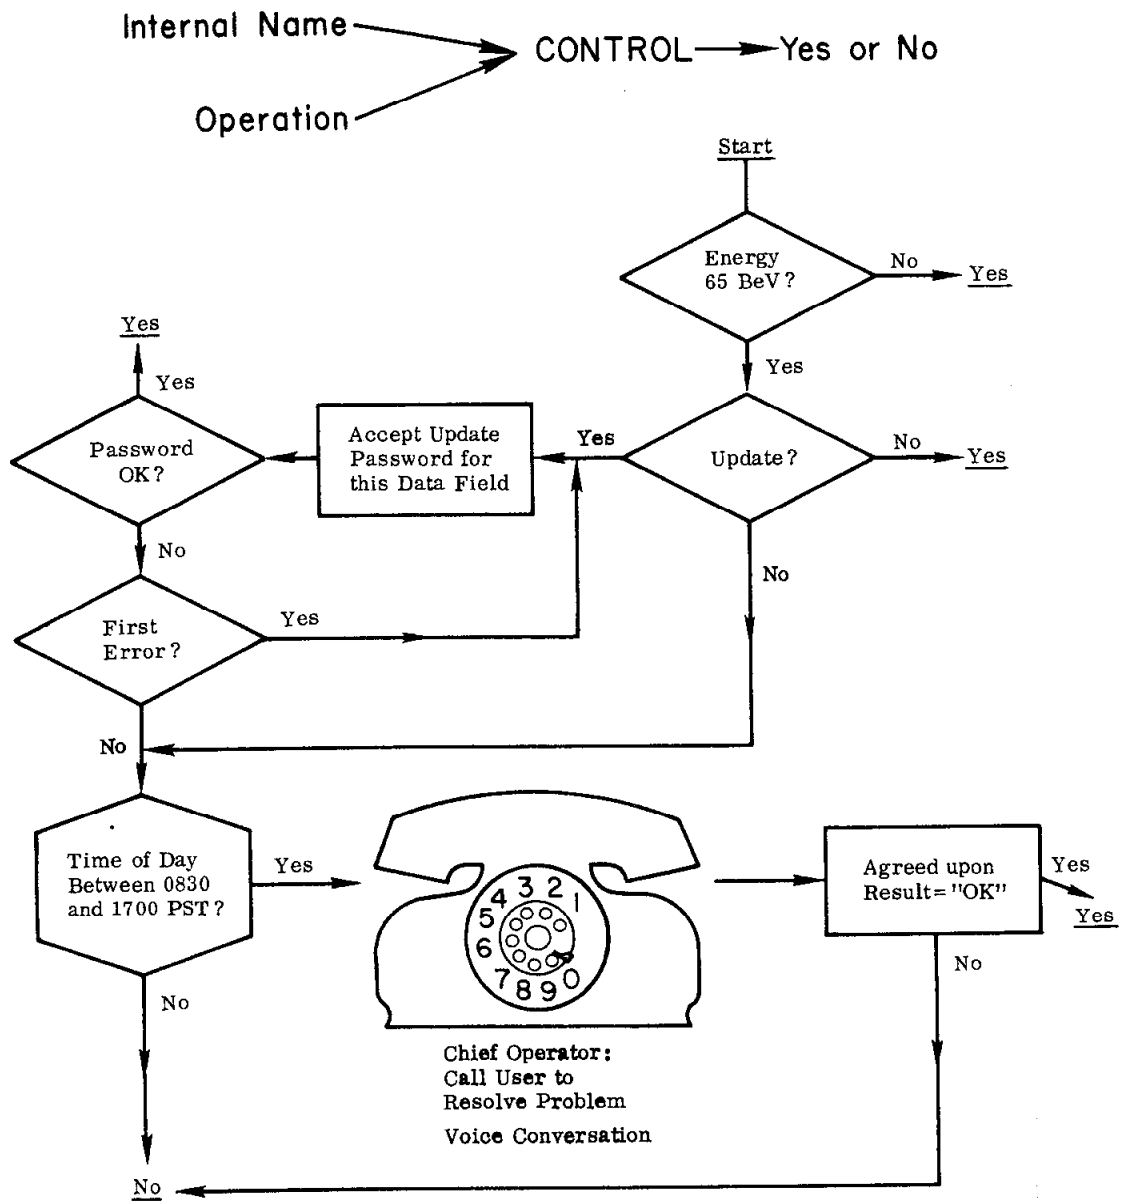 Internal Name
CONTROL
Yes or No
Operation
Start
Energy
65 BeV?
No
Yes
Yes
Update?
No
Yes
Yes
No
Accept Update
Password for
this Data Field
Password
OK?
Yes
Yes
No
First
Error?
Yes
No
Time of Day
Between 0830
and 1700 PST?
Yes
No
1
2
3
4
5
6
7
8
9
0
Chief Operator:
Call User to
Resolve Problem
Voice Conversation
Agreed upon
Result="OK"
Yes
Yes
No
No